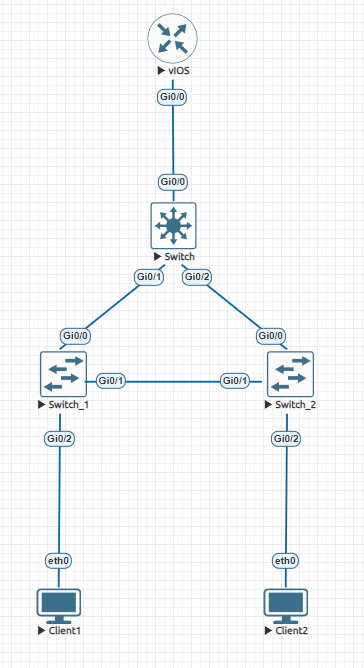 vIOS
Gi0/0
Gi0/0
Switch
Gi0/1 Gi0/2
Gi0/0 Gi0/0
Gi0/1 Gi0/1
Switch_1 Switch_2
Gi0/2 Gi0/2
eth0 eth0
Client1 Client2